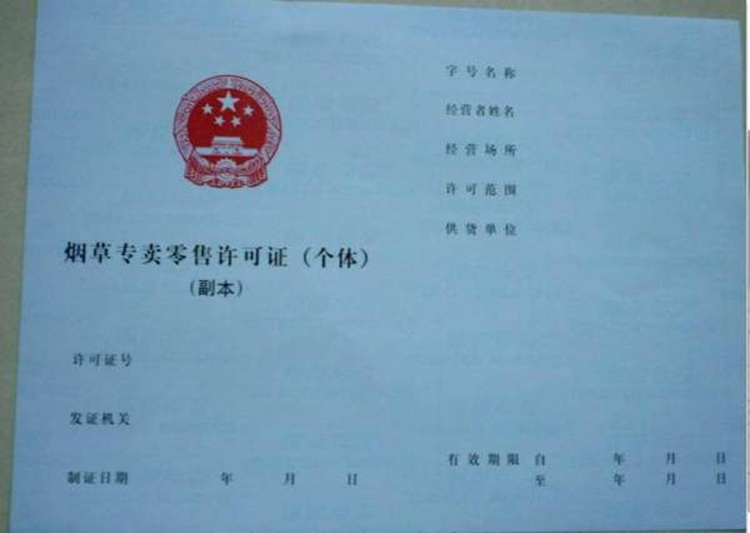 烟草专卖零售许可证（个体）
（副本）
许可证号
发证机关
制证日期 年 月 日
字号名称
经营者姓名
经营场所
许可范围
供货单位
有效期限 自 年 月 日
至 年 月 日